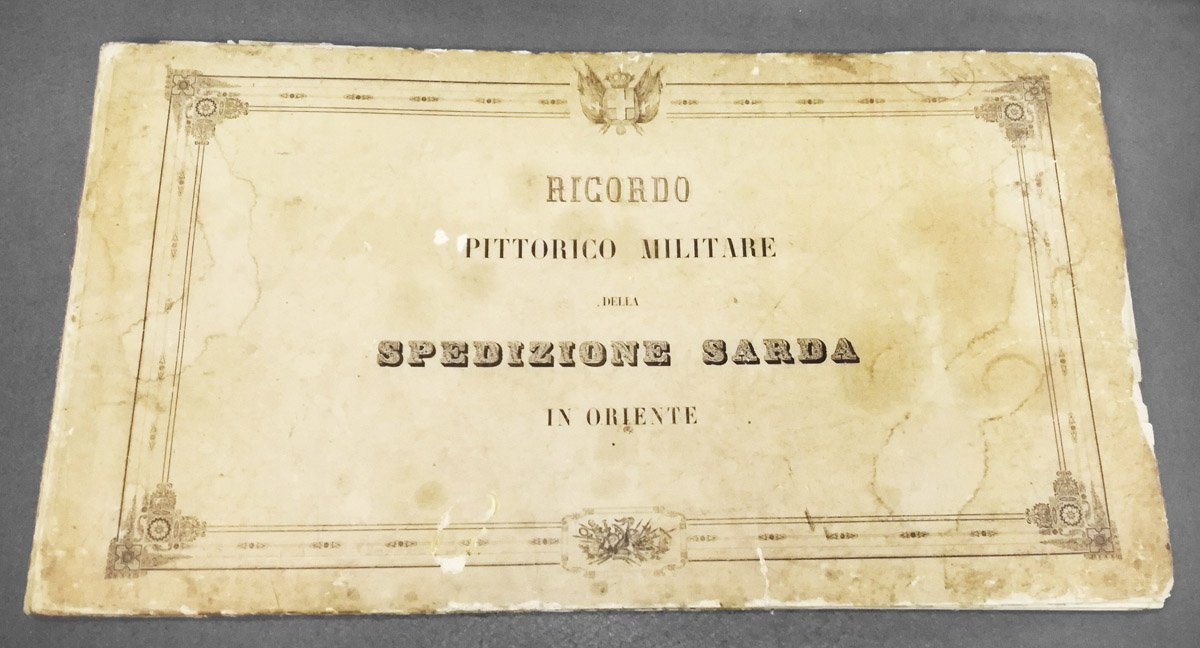 RICORDO
PITTORICO MILITARE
DELLA
SPEDIZIONE SARDA
IN ORIENTE